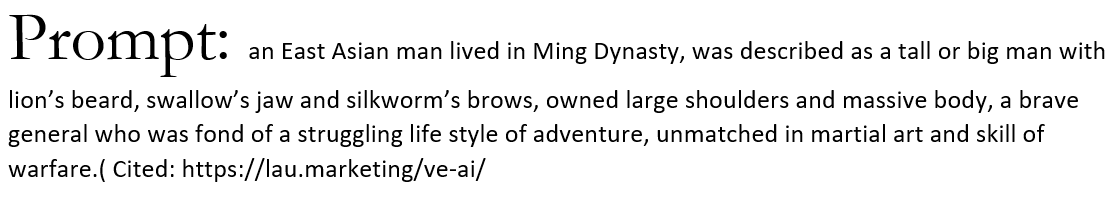 Prompt: an East Asian man lived in Ming Dynasty, was described as a tall or big man with
lion’s beard, swallow’s jaw and silkworm’s brows, owned large shoulders and massive body, a brave
general who was fond of a struggling life style of adventure, unmatched in martial art and skill of
warfare.( Cited: https://lau.marketing/ve-ai/